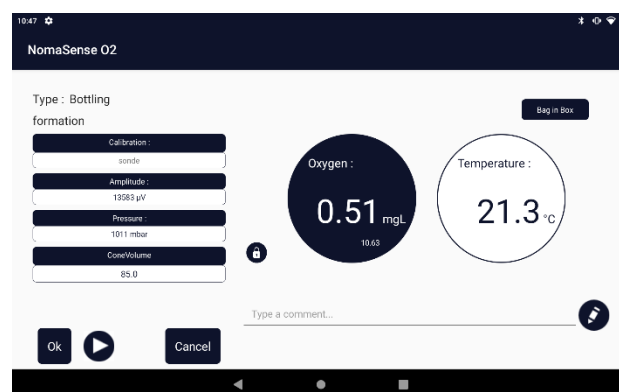 10:47
NomaSense O2
Type : Bottling
formation
Bag in Box
Calibration :
sonde
Amplitude :
13583 µV
Pressure :
1011 mbar
ConeVolume
85.0
Oxygen :
0.51 mgL
10.63
Temperature :
21.3 °C
Type a comment...
Ok
Cancel